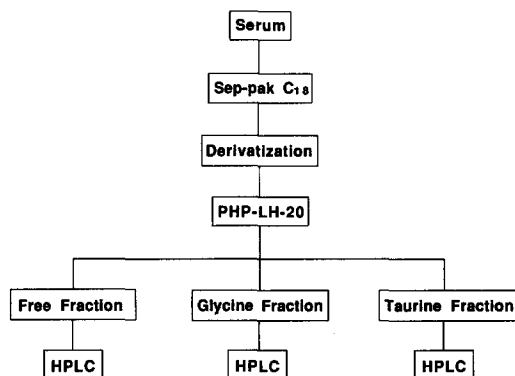 Serum
Sep-pak C₁₈
Derivatization
PHP-LH-20
Free Fraction
Glycine Fraction
Taurine Fraction
HPLC
HPLC
HPLC